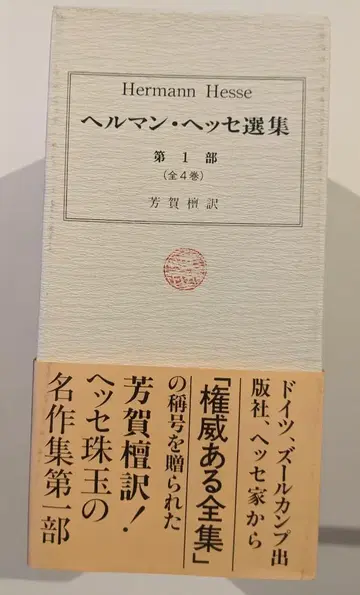 Hermann Hesse
ヘルマン・ヘッセ選集
第1部
(全4巻)
芳賀檀訳
ドイツ、ズールカンプ出
版社、ヘッセ家から
「権威ある全集」
の稱号を贈られた
芳賀檀訳!
ヘッセ珠玉の
名作集第一部